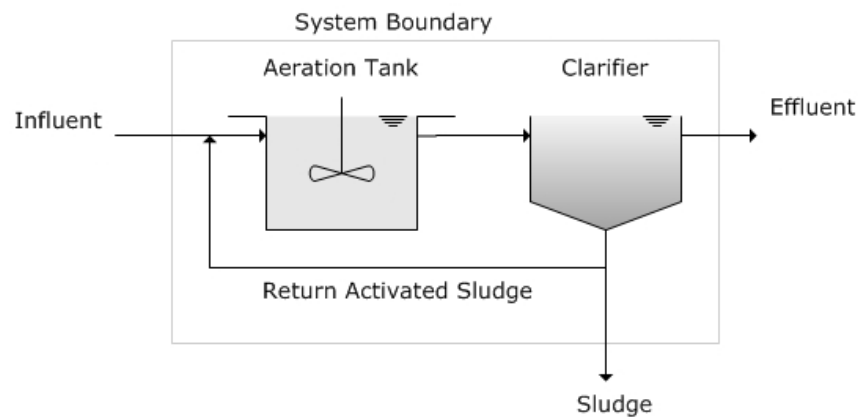 System Boundary
Aeration Tank
Clarifier
Influent
Effluent
Return Activated Sludge
Sludge